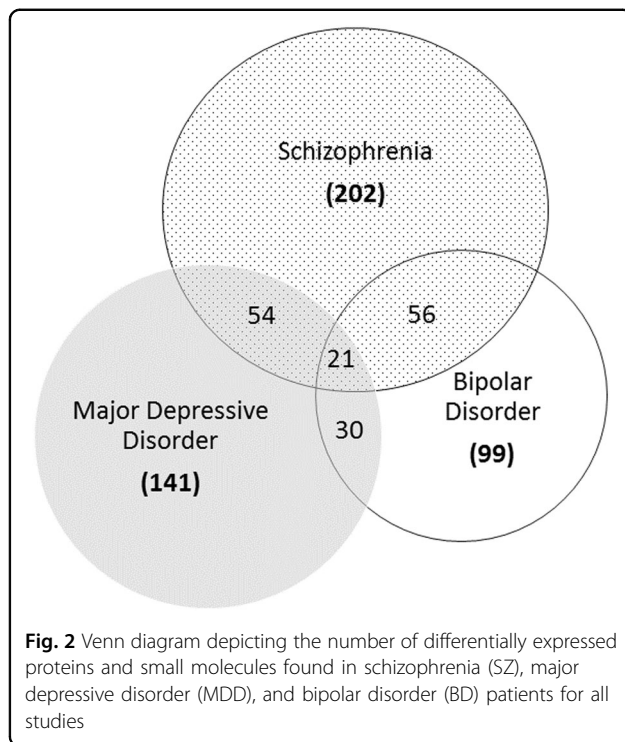 Schizophrenia
(202)
54
56
21
Major Depressive
Disorder
(141)
30
Bipolar
Disorder
(99)
Fig. 2 Venn diagram depicting the number of differentially expressed
proteins and small molecules found in schizophrenia (SZ), major
depressive disorder (MDD), and bipolar disorder (BD) patients for all
studies